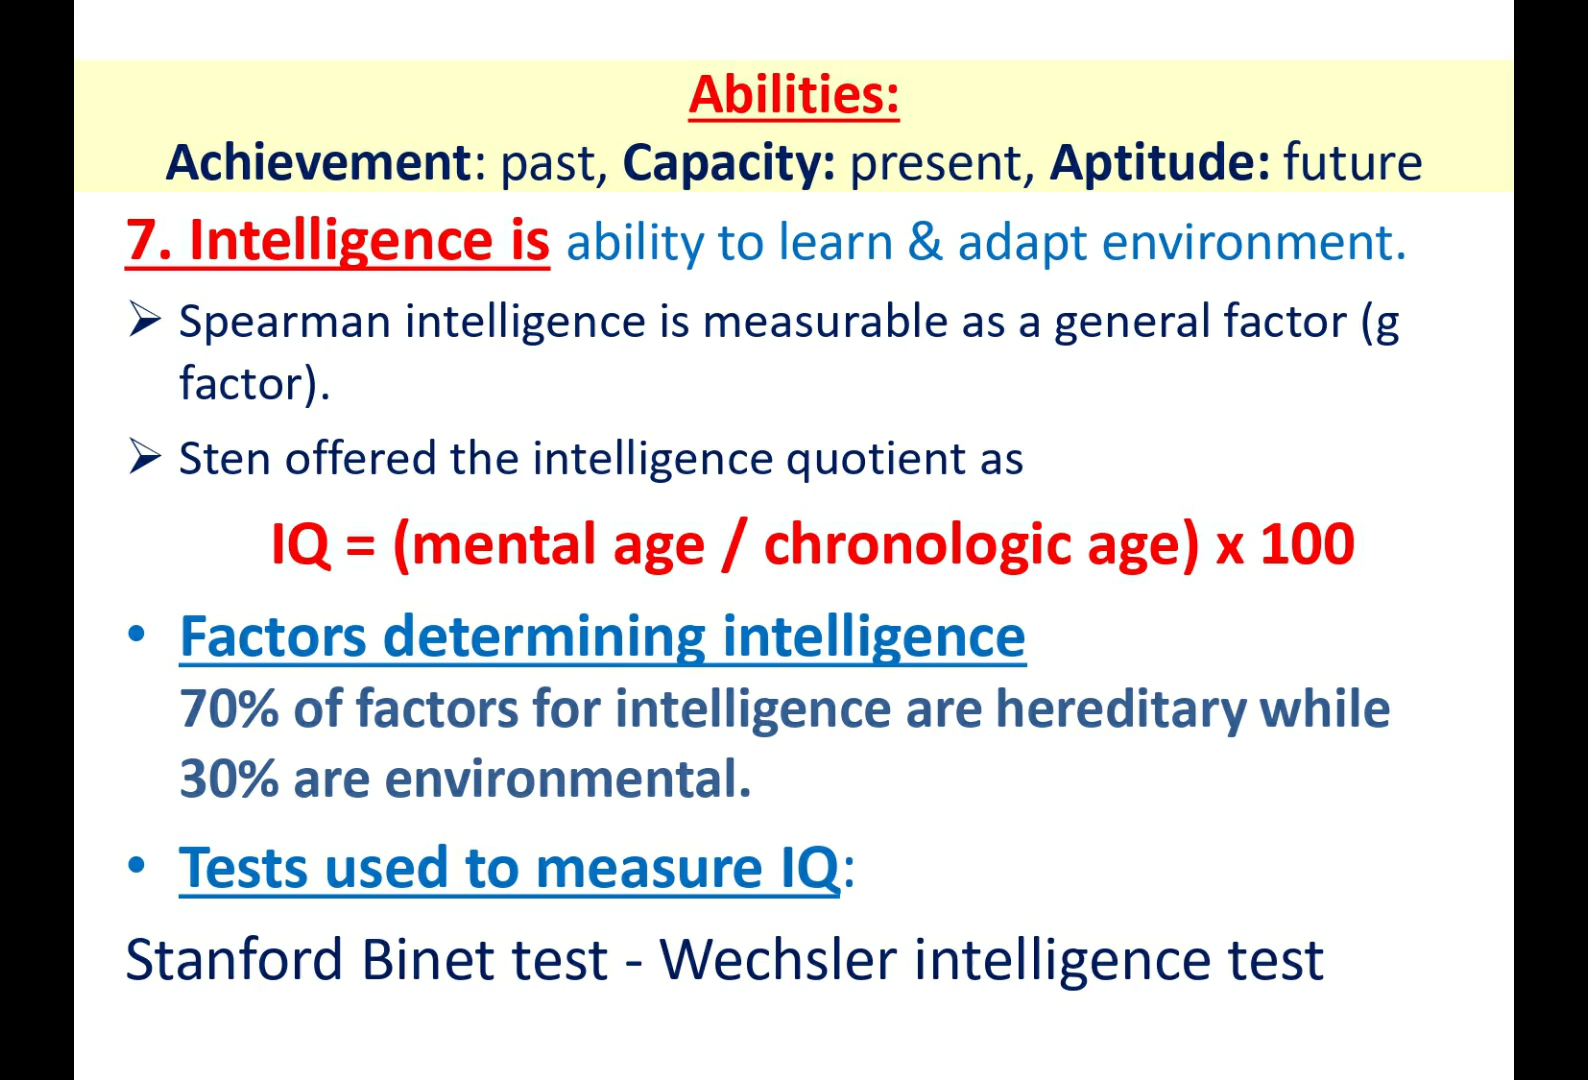 Abilities:
Achievement: past, Capacity: present, Aptitude: future
7. Intelligence is ability to learn & adapt environment.
➢ Spearman intelligence is measurable as a general factor (g
factor).
➢ Sten offered the intelligence quotient as
IQ = (mental age / chronologic age) x 100
• Factors determining intelligence
70% of factors for intelligence are hereditary while
30% are environmental.
• Tests used to measure IQ:
Stanford Binet test - Wechsler intelligence test